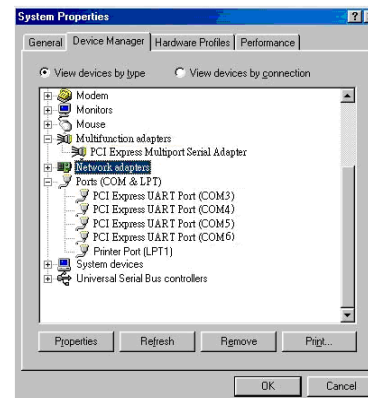 System Properties
General Device Manager Hardware Profiles Performance
View devices by type View devices by connection
Modem
Monitors
Mouse
Multifunction adapters
PCI Express Multiport Serial Adapter
Network adapters
Ports (COM & LPT)
PCI Express UART Port (COM3)
PCI Express UART Port (COM4)
PCI Express UART Port (COM5)
PCI Express UART Port (COM6)
Printer Port (LPT1)
System devices
Universal Serial Bus controllers
Properties Refresh Remove Print...
OK Cancel